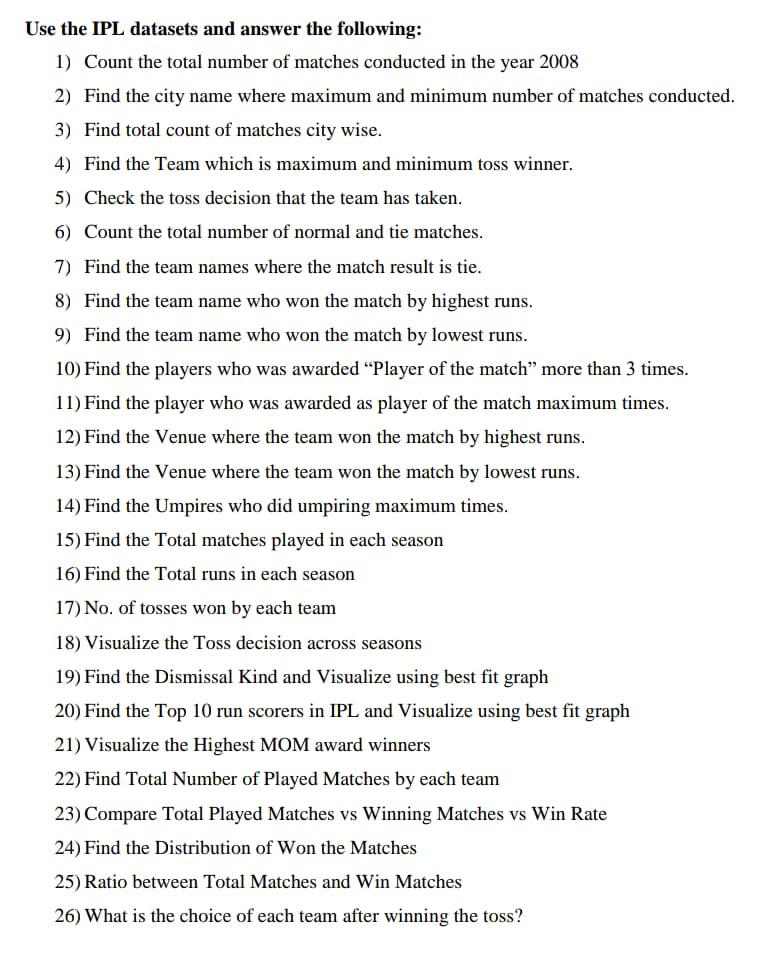 Use the IPL datasets and answer the following:
1) Count the total number of matches conducted in the year 2008
2) Find the city name where maximum and minimum number of matches conducted.
3) Find total count of matches city wise.
4) Find the Team which is maximum and minimum toss winner.
5) Check the toss decision that the team has taken.
6) Count the total number of normal and tie matches.
7) Find the team names where the match result is tie.
8) Find the team name who won the match by highest runs.
9) Find the team name who won the match by lowest runs.
10) Find the players who was awarded “Player of the match” more than 3 times.
11) Find the player who was awarded as player of the match maximum times.
12) Find the Venue where the team won the match by highest runs.
13) Find the Venue where the team won the match by lowest runs.
14) Find the Umpires who did umpiring maximum times.
15) Find the Total matches played in each season
16) Find the Total runs in each season
17) No. of tosses won by each team
18) Visualize the Toss decision across seasons
19) Find the Dismissal Kind and Visualize using best fit graph
20) Find the Top 10 run scorers in IPL and Visualize using best fit graph
21) Visualize the Highest MOM award winners
22) Find Total Number of Played Matches by each team
23) Compare Total Played Matches vs Winning Matches vs Win Rate
24) Find the Distribution of Won the Matches
25) Ratio between Total Matches and Win Matches
26) What is the choice of each team after winning the toss?